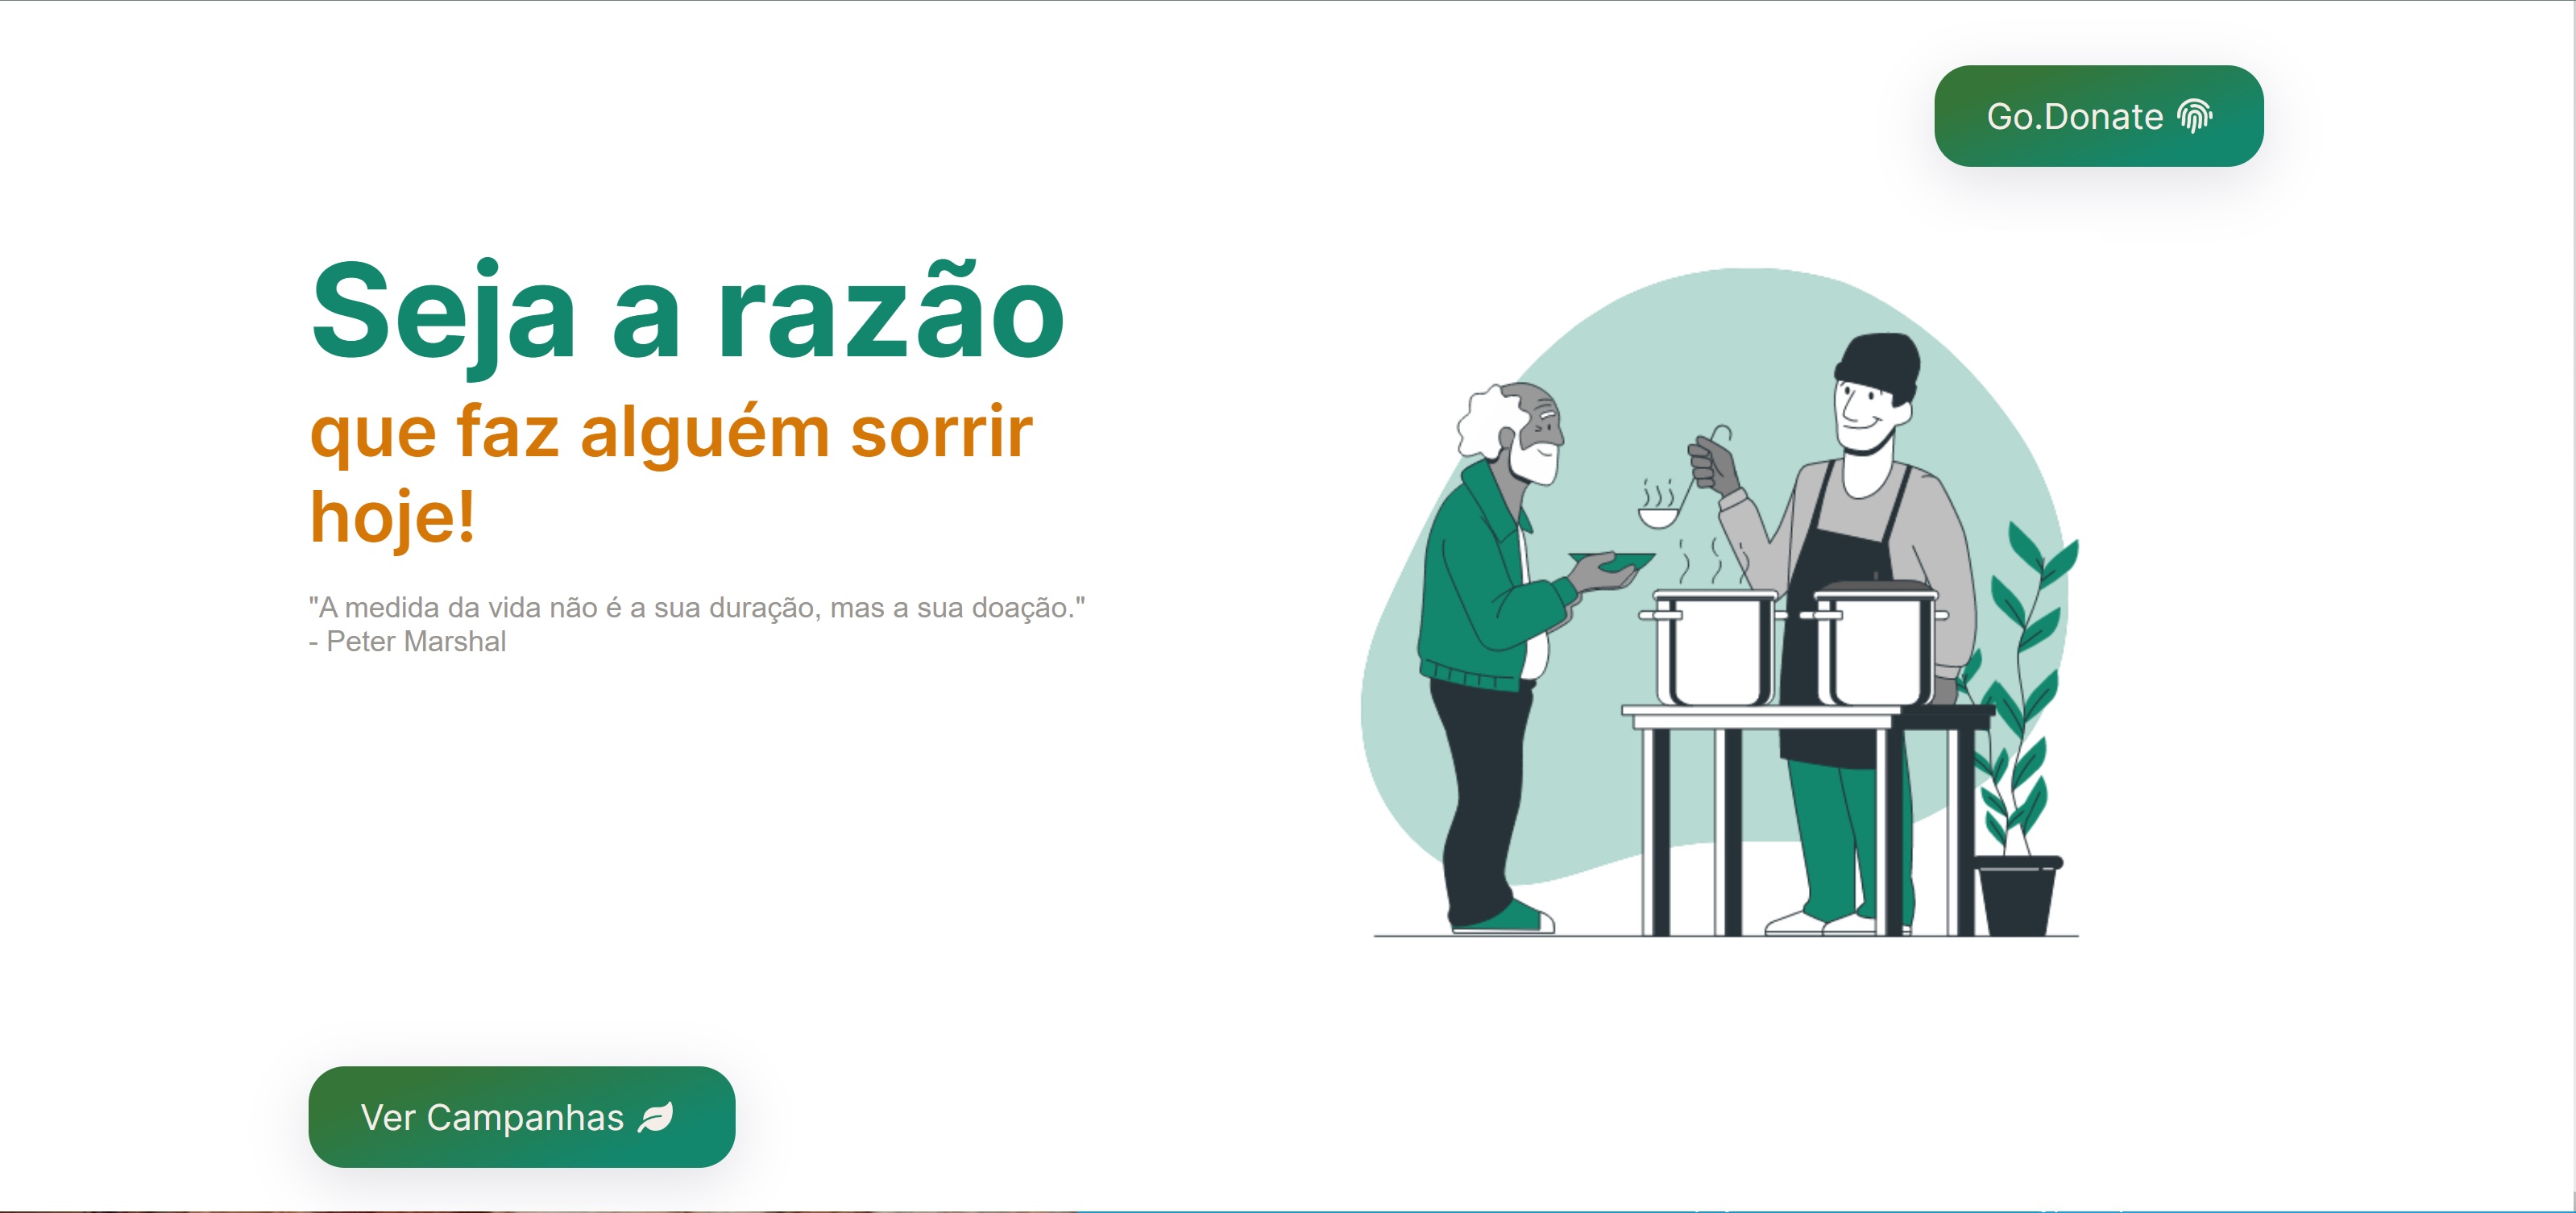 Go.Donate
Seja a razão
que faz alguém sorrir
hoje!
"A medida da vida não é a sua duração, mas a sua doação."
- Peter Marshal
Ver Campanhas